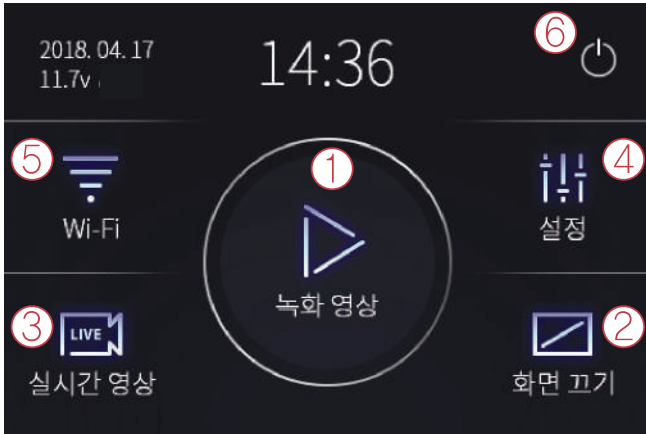 2018. 04. 17
11.7v
14:36
⑥
⑤
Wi-Fi
①
녹화 영상
④
설정
③
LIVE
실시간 영상
②
화면 끄기